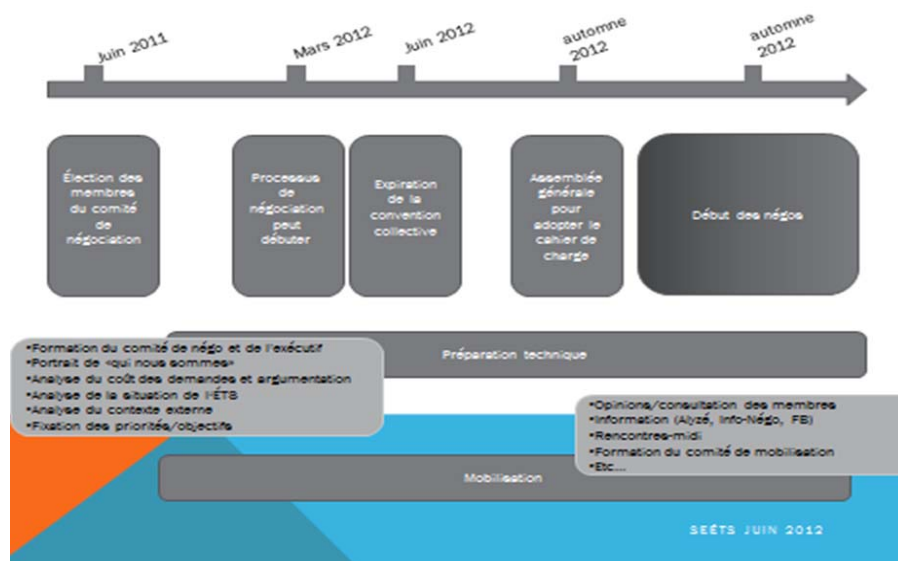 Juin 2011
Mars 2012
Juin 2012
automne
2012
automne
2012
Élection des
membres
du comité
de
négociation
Processus
de
négociation
peut
débuter
Expiration
de la
convention
collective
Assemblée
générale
pour
adopter le
cahier de
charge
Début des négos
Préparation technique
•Formation du comité de négo et de l'exécutif
•Portrait de «qui nous sommes»
•Analyse du coût des demandes et argumentation
•Analyse de la situation de l'ÉTS
•Analyse du contexte externe
•Fixation des priorités/objectifs
•Opinions/consultation des membres
•Information (Alyzé, Info-Négo, FB)
•Rencontres-midi
•Formation du comité de mobilisation
•Etc....
Mobilisation
SEÉTS JUIN 2012